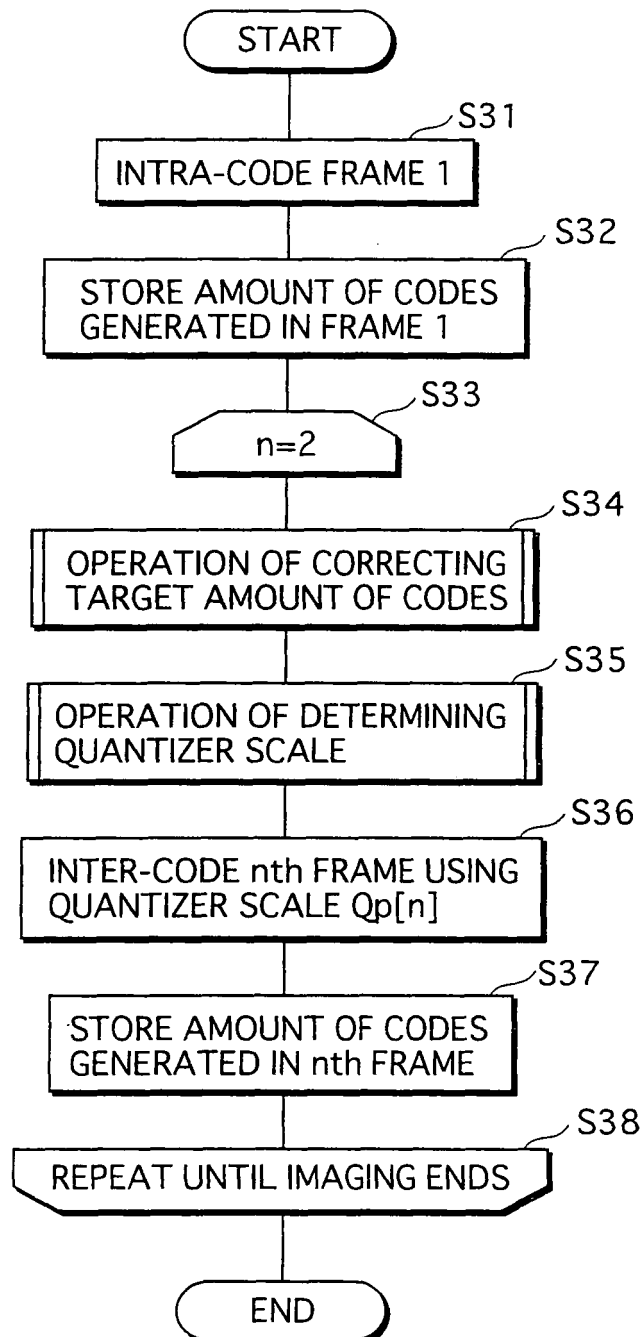 START
S31
INTRA-CODE FRAME 1
S32
STORE AMOUNT OF CODES
GENERATED IN FRAME 1
S33
n=2
S34
OPERATION OF CORRECTING
TARGET AMOUNT OF CODES
S35
OPERATION OF DETERMINING
QUANTIZER SCALE
S36
INTER-CODE nth FRAME USING
QUANTIZER SCALE Qp[n]
S37
STORE AMOUNT OF CODES
GENERATED IN nth FRAME
S38
REPEAT UNTIL IMAGING ENDS
END